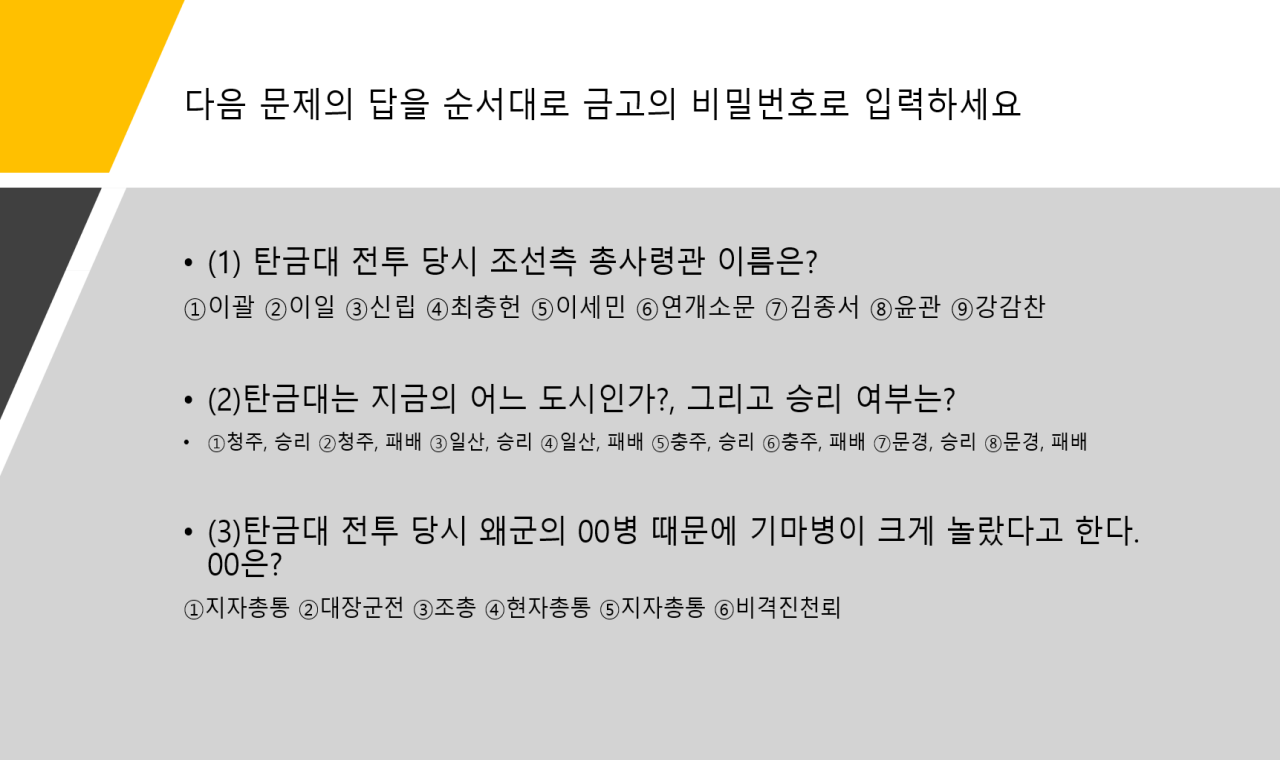 다음 문제의 답을 순서대로 금고의 비밀번호로 입력하세요
• (1) 탄금대 전투 당시 조선측 총사령관 이름은?
①이괄 ②이일 ③신립 ④최충헌 ⑤이세민 ⑥연개소문 ⑦김종서 ⑧윤관 ⑨강감찬
• (2)탄금대는 지금의 어느 도시인가?, 그리고 승리 여부는?
• ①청주, 승리 ②청주, 패배 ③일산, 승리 ④일산, 패배 ⑤충주, 승리 ⑥충주, 패배 ⑦문경, 승리 ⑧문경, 패배
• (3)탄금대 전투 당시 왜군의 00병 때문에 기마병이 크게 놀랐다고 한다.
00은?
①지자총통 ②대장군전 ③조총 ④현자총통 ⑤지자총통 ⑥비격진천뢰